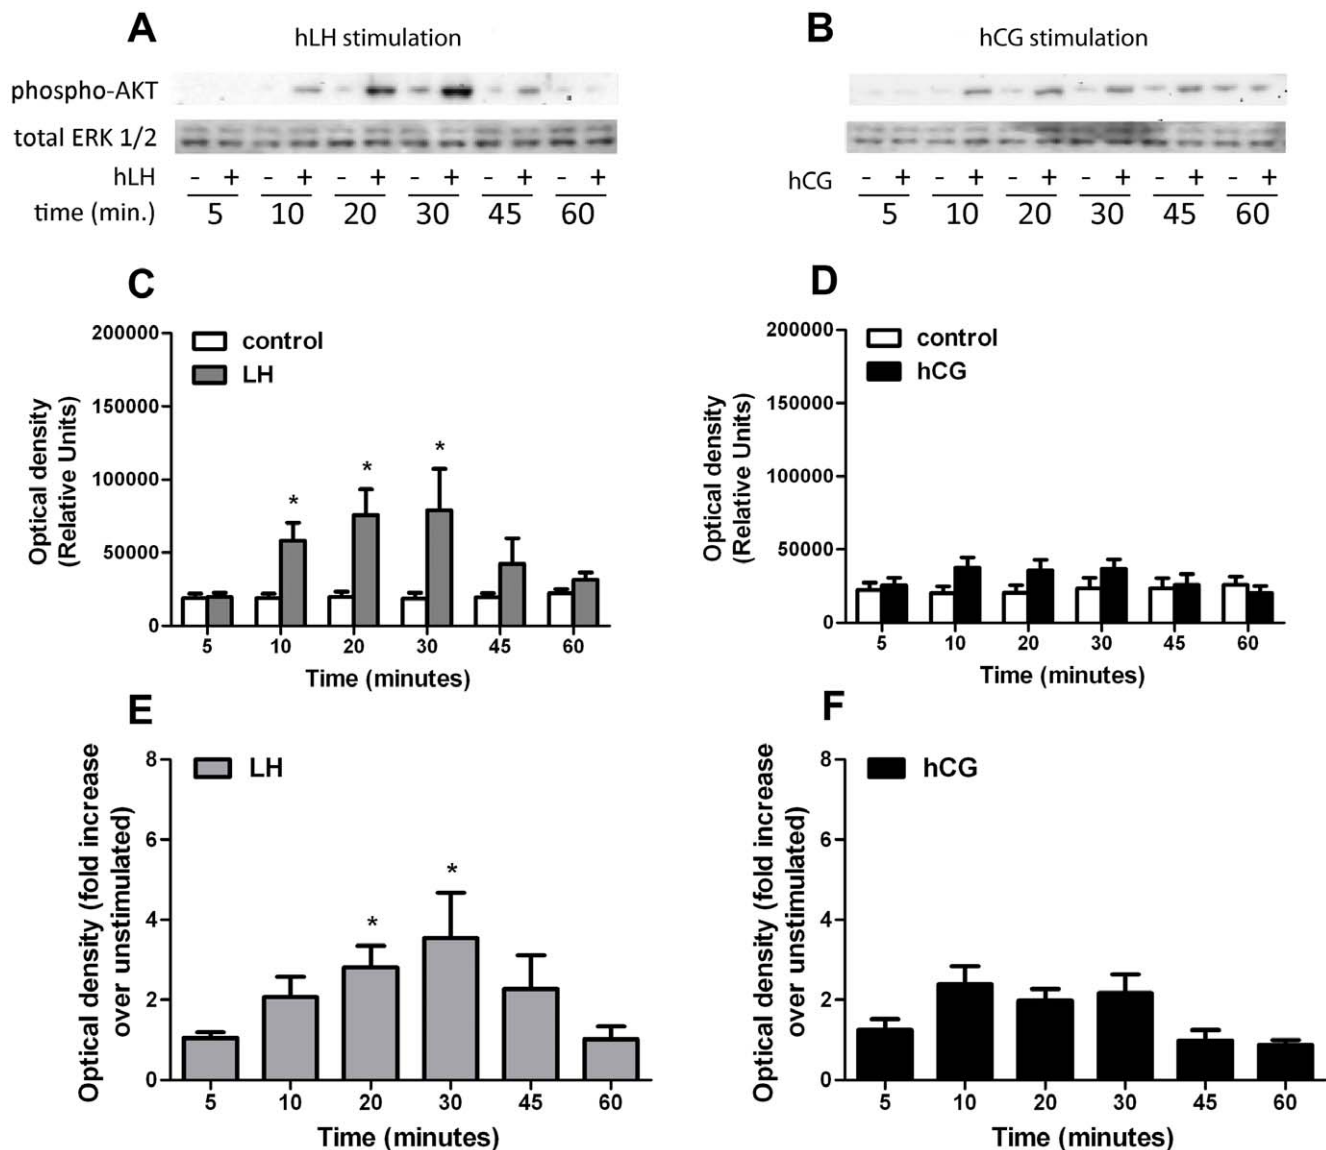 A
hLH stimulation
phospho-AKT
total ERK 1/2
hLH - + - + - + - + - + - +
time (min.) 5 10 20 30 45 60
B
hCG stimulation
hCG - + - + - + - + - + - +
5 10 20 30 45 60
C
control
LH
200000
150000
100000
50000
0
* * *
Optical density
(Relative Units)
5 10 20 30 45 60
Time (minutes)
D
control
hCG
200000
150000
100000
50000
0
Optical density
(Relative Units)
5 10 20 30 45 60
Time (minutes)
E
LH
8
6
4
2
0
* *
Optical density (fold increase
over unstimulated)
5 10 20 30 45 60
Time (minutes)
F
hCG
8
6
4
2
0
Optical density (fold increase
over unstimulated)
5 10 20 30 45 60
Time (minutes)